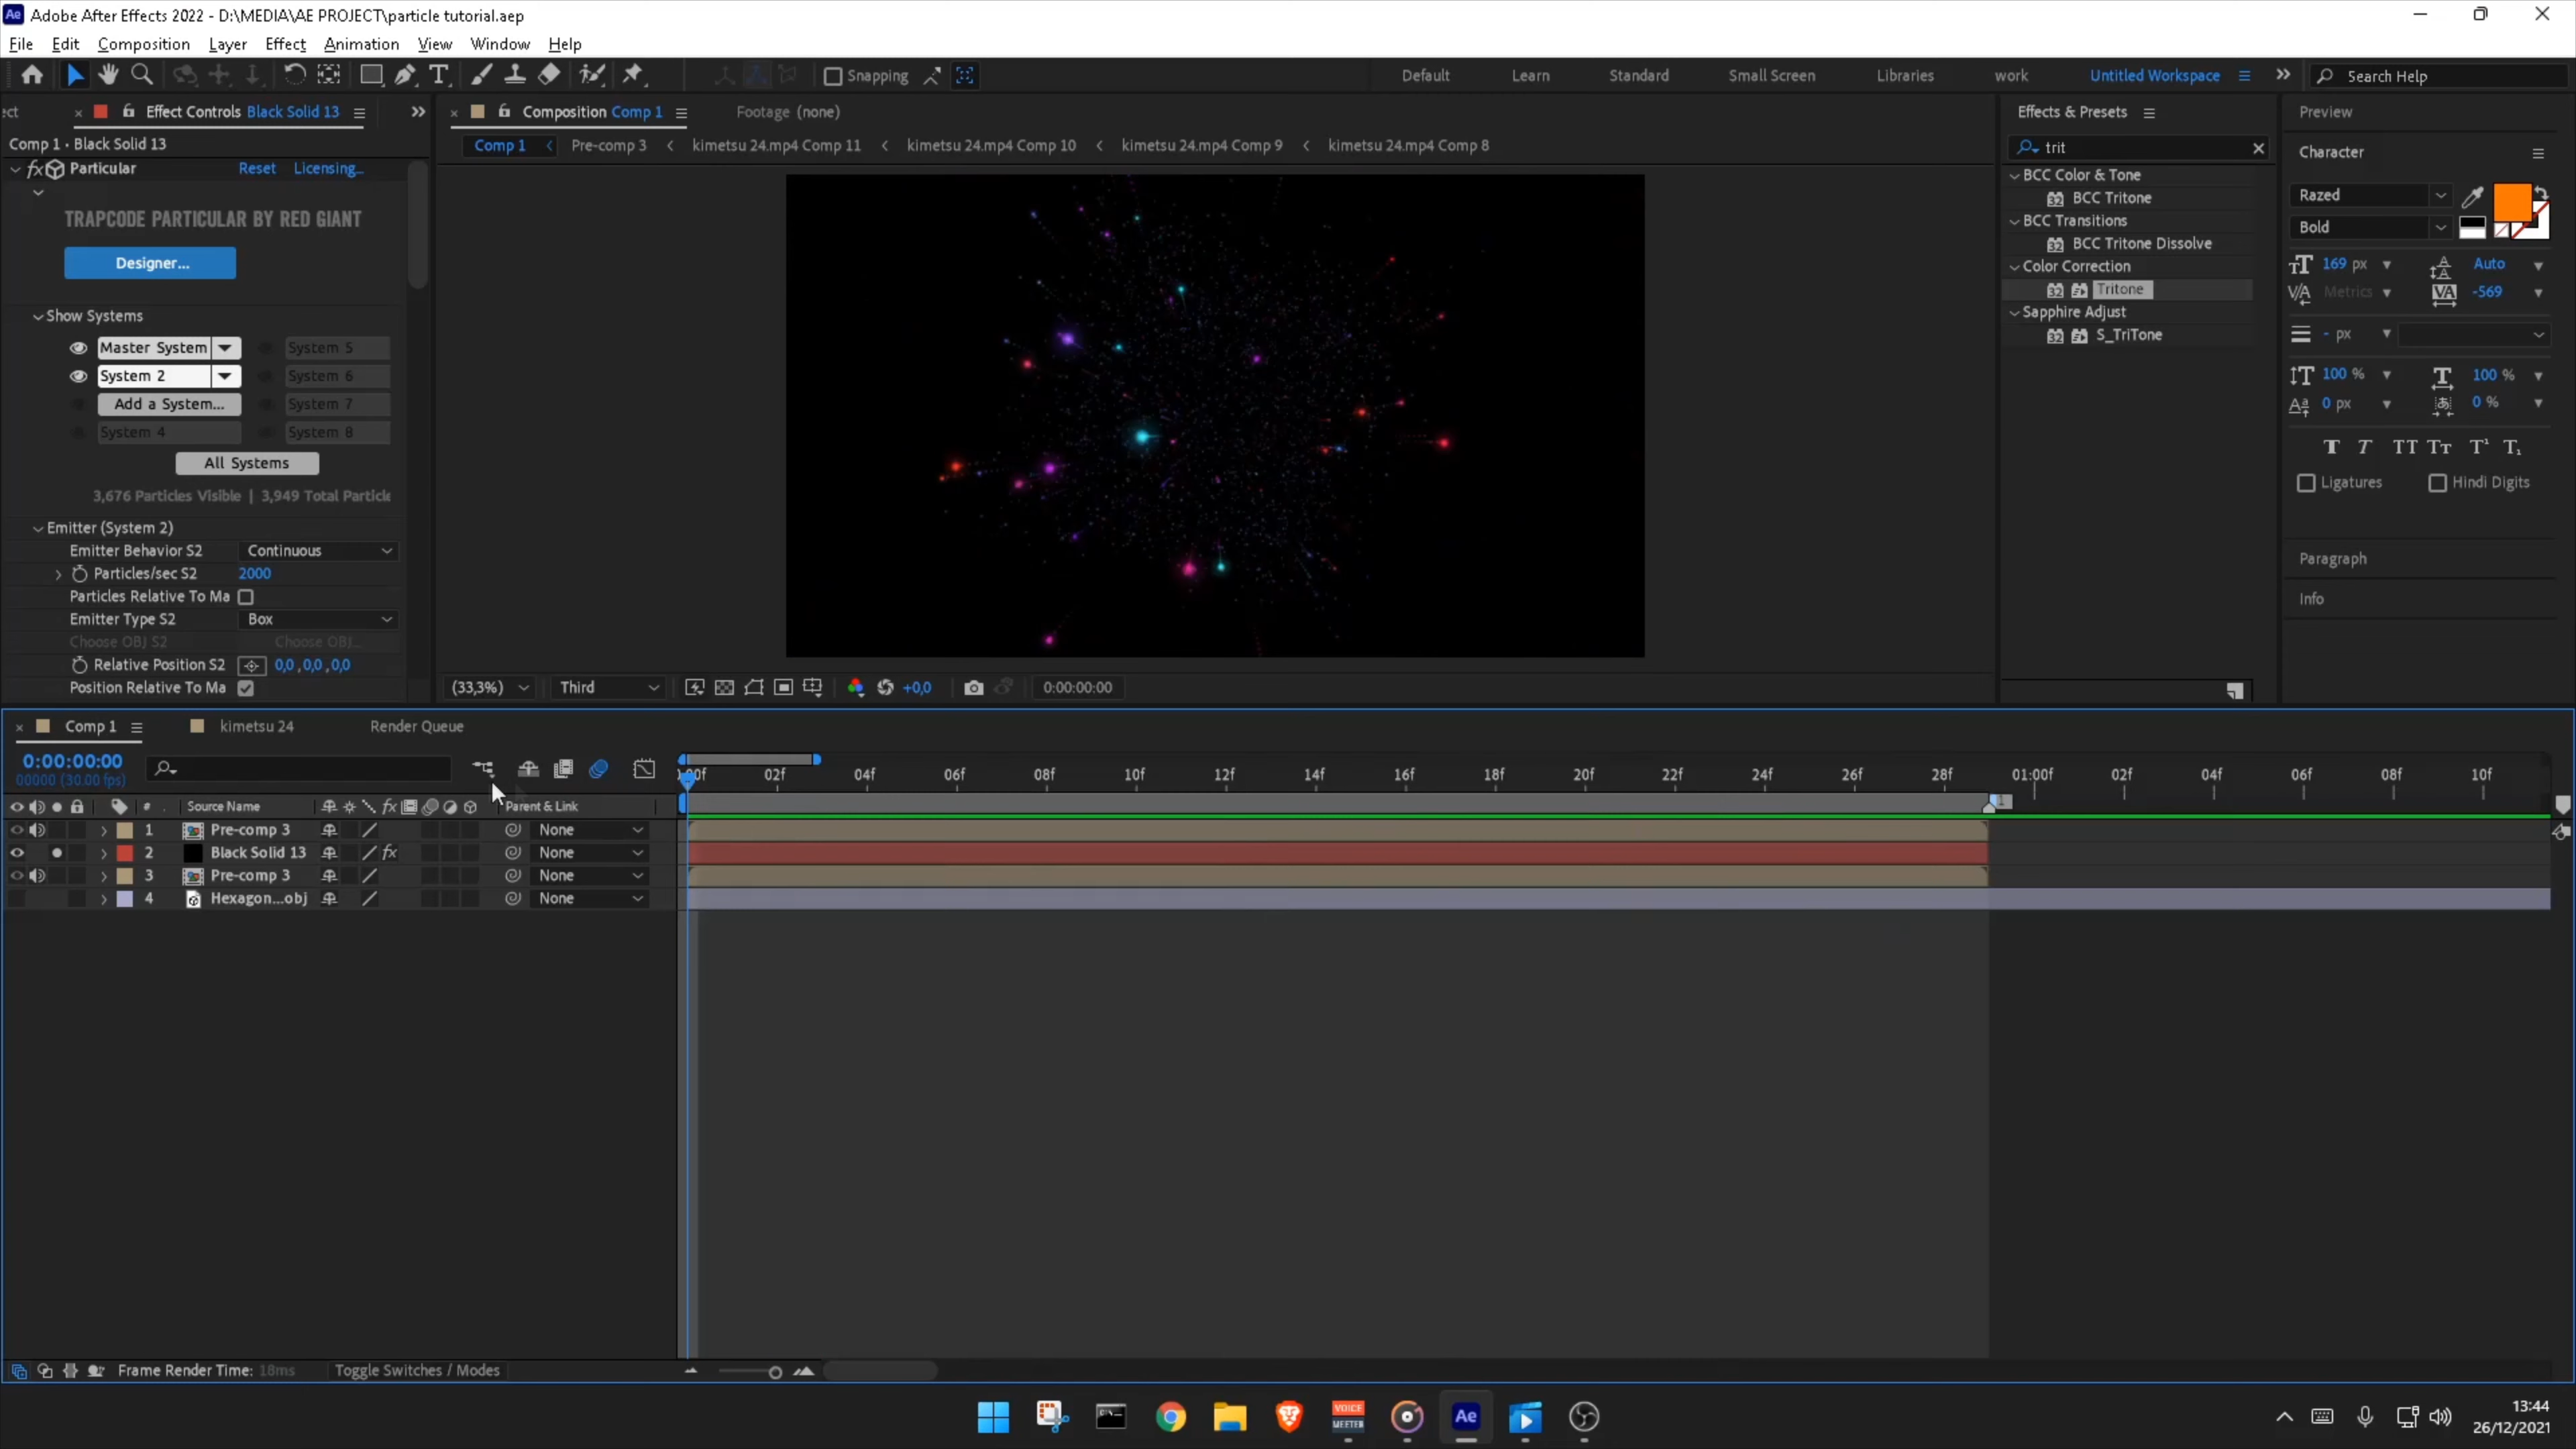 Adobe After Effects 2022 - D:\MEDIA\AE PROJECT\particle tutorial.aep
File Edit Composition Layer Effect Animation View Window Help
Snapping Default Learn Standard Small Screen Libraries work Untitled Workspace Search Help
ect Effect Controls Black Solid 13
Comp 1 • Black Solid 13
fx Particular Reset Licensing...
TRAPCODE PARTICULAR BY RED GIANT
Designer...
Show Systems
Master System System 5
System 2 System 6
Add a System... System 7
System 4 System 8
All Systems
3,676 Particles Visible | 3,949 Total Particle
Emitter (System 2)
Emitter Behavior S2 Continuous
Particles/sec S2 2000
Particles Relative To Ma
Emitter Type S2 Box
Choose OBJ S2 Choose OBJ...
Relative Position S2 0,0,0,0,0,0
Position Relative To Ma
Composition Comp 1 Footage (none)
Comp 1 Pre-comp 3 kimetsu 24.mp4 Comp 11 kimetsu 24.mp4 Comp 10 kimetsu 24.mp4 Comp 9 kimetsu 24.mp4 Comp 8
(33,3%) Third +0,0 0:00:00:00
Effects & Presets
trit
BCC Color & Tone
BCC Tritone
BCC Transitions
BCC Tritone Dissolve
Color Correction
Tritone
Sapphire Adjust
S_TriTone
Preview
Character
Razed
Bold
169 px Auto
Metrics -569
- px
100 % 100 %
0 px 0 %
T T TT Tт T¹ T₁
Ligatures Hindi Digits
Paragraph
Info
Comp 1 kimetsu 24 Render Queue
0:00:00:00
00000 (30.00 fps)
:00f 02f 04f 06f 08f 10f 12f 14f 16f 18f 20f 22f 24f 26f 28f 01:00f 02f 04f 06f 08f 10f
# Source Name fx Parent & Link
1 Pre-comp 3 None
2 Black Solid 13 fx None
3 Pre-comp 3 None
4 Hexagon...obj None
Frame Render Time: 18ms Toggle Switches / Modes
VOICE
MEETER
Ae
13:44
26/12/2021